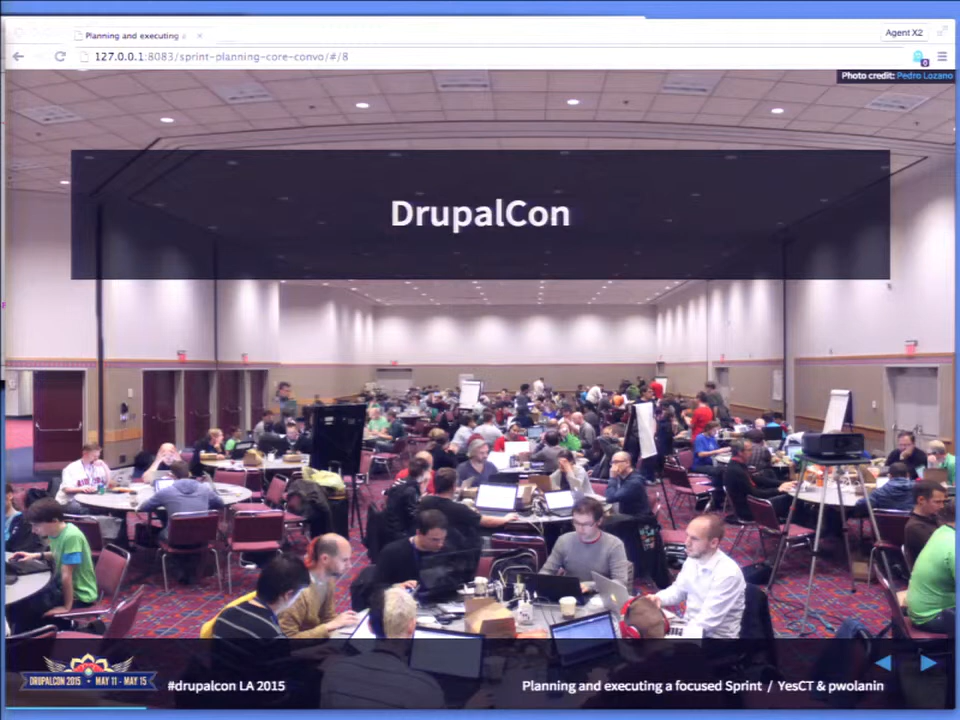 Planning and executing a
Agent X2
127.0.0.1:8083/sprint-planning-core-convo/#/8
Photo credit: Pedro Lozano
DrupalCon
DRUPALCON 2015 • MAY 11 - MAY 15
#drupalcon LA 2015
Planning and executing a focused Sprint / YesCT & pwolanin